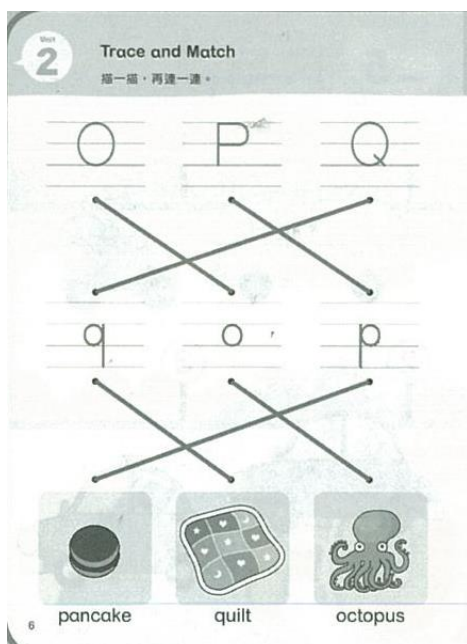 Unit
2
Trace and Match
描一描，再連一連。
O P Q
q o p
pancake quilt octopus
6